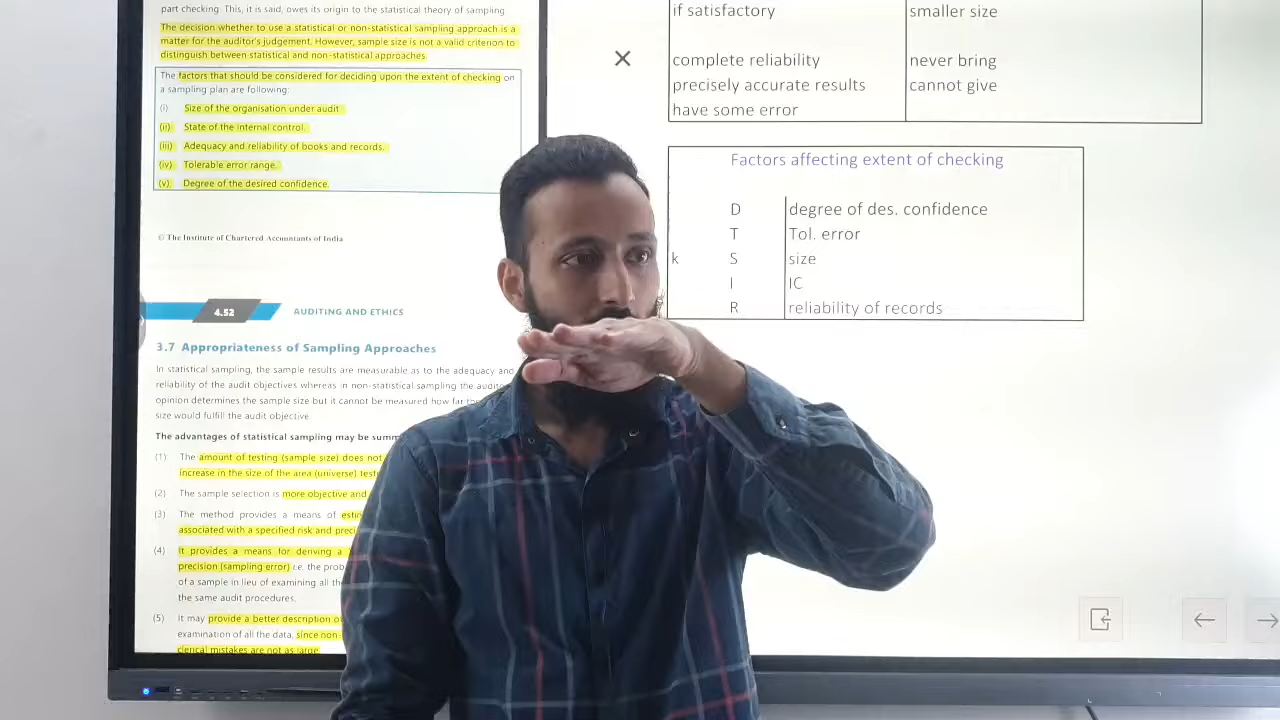 part checking. This, it is said, owes its origin to the statistical theory of sampling
The decision whether to use a statistical or non-statistical sampling approach is a
matter for the auditor's judgement. However, sample size is not a valid criterion to
distinguish between statistical and non-statistical approaches.
The factors that should be considered for deciding upon the extent of checking on
a sampling plan are following:
(i) Size of the organisation under audit
(ii) State of the internal control.
(iii) Adequacy and reliability of books and records.
(iv) Tolerable error range.
(v) Degree of the desired confidence.
© The Institute of Chartered Accountants of India
4.52 AUDITING AND ETHICS
3.7 Appropriateness of Sampling Approaches
In statistical sampling, the sample results are measurable as to the adequacy and
reliability of the audit objectives whereas in non-statistical sampling the
opinion determines the sample size but it cannot be measured how far
size would fulfill the audit objective.
The advantages of statistical sampling may be
(1) The amount of testing (sample size) does not
increase in the size of the area (universe)
(2) The sample selection is more objective and
(3) The method provides a means of
associated with a specified risk and
(4) It provides a means for deriving a
precision (sampling error) i.e. the
of a sample in lieu of examining all
the same audit procedures.
(5) It may provide a better description
examination of all the data, since
clerical mistakes are not as large.
if satisfactory smaller size
× complete reliability never bring
precisely accurate results cannot give
have some error
Factors affecting extent of checking
D degree of des. confidence
T Tol. error
k S size
I IC
R reliability of records